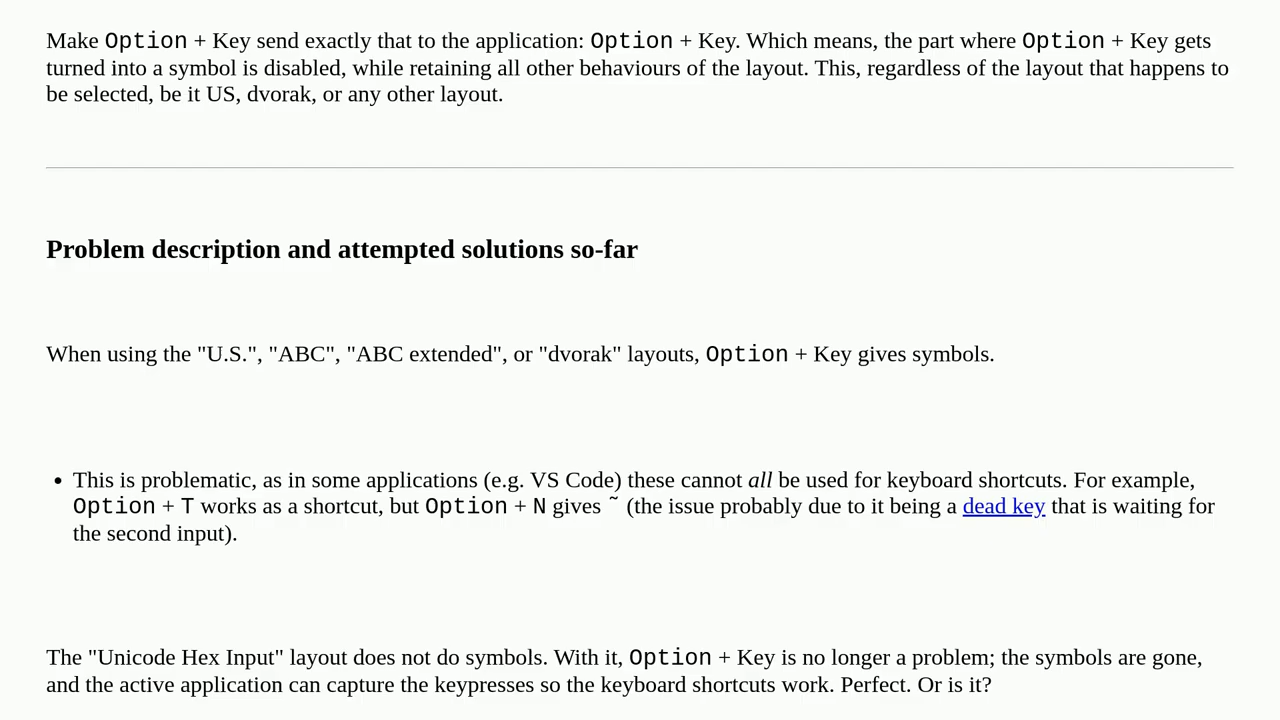 Make Option + Key send exactly that to the application: Option + Key. Which means, the part where Option + Key gets
turned into a symbol is disabled, while retaining all other behaviours of the layout. This, regardless of the layout that happens to
be selected, be it US, dvorak, or any other layout.
Problem description and attempted solutions so-far
When using the "U.S.", "ABC", "ABC extended", or "dvorak" layouts, Option + Key gives symbols.
• This is problematic, as in some applications (e.g. VS Code) these cannot all be used for keyboard shortcuts. For example,
Option + T works as a shortcut, but Option + N gives ˜ (the issue probably due to it being a dead key that is waiting for
the second input).
The "Unicode Hex Input" layout does not do symbols. With it, Option + Key is no longer a problem; the symbols are gone,
and the active application can capture the keypresses so the keyboard shortcuts work. Perfect. Or is it?